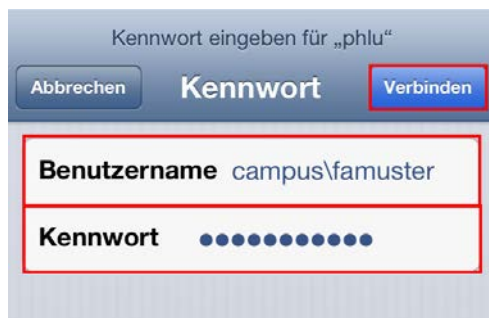 Kennwort eingeben für „phlu“
Abbrechen Kennwort Verbinden
Benutzername campus\famuster
Kennwort ●●●●●●●●●●●